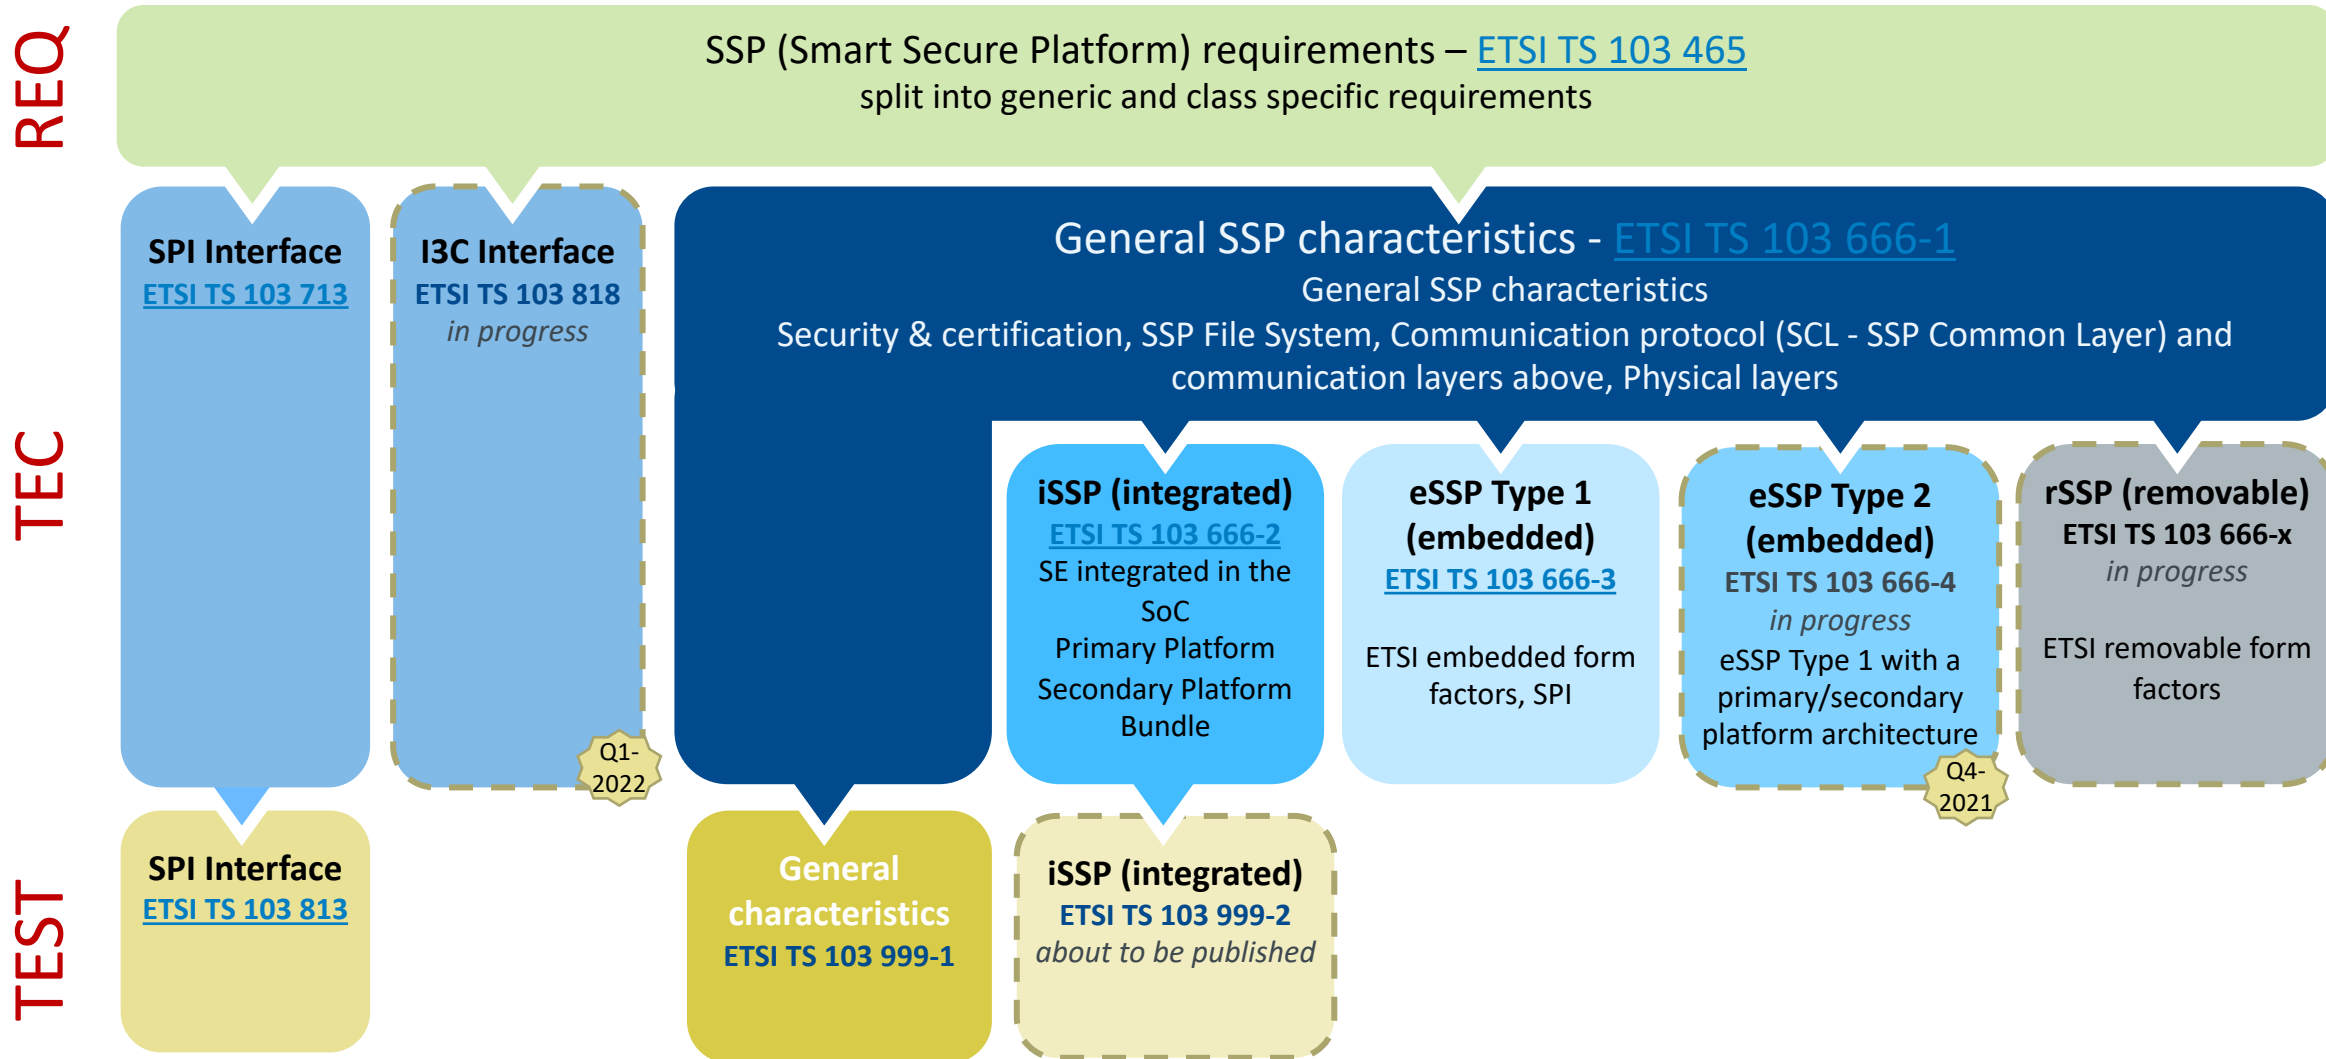 REQ
SSP (Smart Secure Platform) requirements – ETSI TS 103 465
split into generic and class specific requirements
TEC
SPI Interface
ETSI TS 103 713
I3C Interface
ETSI TS 103 818
in progress
Q1-
2022
General SSP characteristics - ETSI TS 103 666-1
General SSP characteristics
Security & certification, SSP File System, Communication protocol (SCL - SSP Common Layer) and
communication layers above, Physical layers
iSSP (integrated)
ETSI TS 103 666-2
SE integrated in the
SoC
Primary Platform
Secondary Platform
Bundle
eSSP Type 1
(embedded)
ETSI TS 103 666-3
ETSI embedded form
factors, SPI
eSSP Type 2
(embedded)
ETSI TS 103 666-4
in progress
eSSP Type 1 with a
primary/secondary
platform architecture
Q4-
2021
rSSP (removable)
ETSI TS 103 666-x
in progress
ETSI removable form
factors
TEST
SPI Interface
ETSI TS 103 813
General
characteristics
ETSI TS 103 999-1
iSSP (integrated)
ETSI TS 103 999-2
about to be published